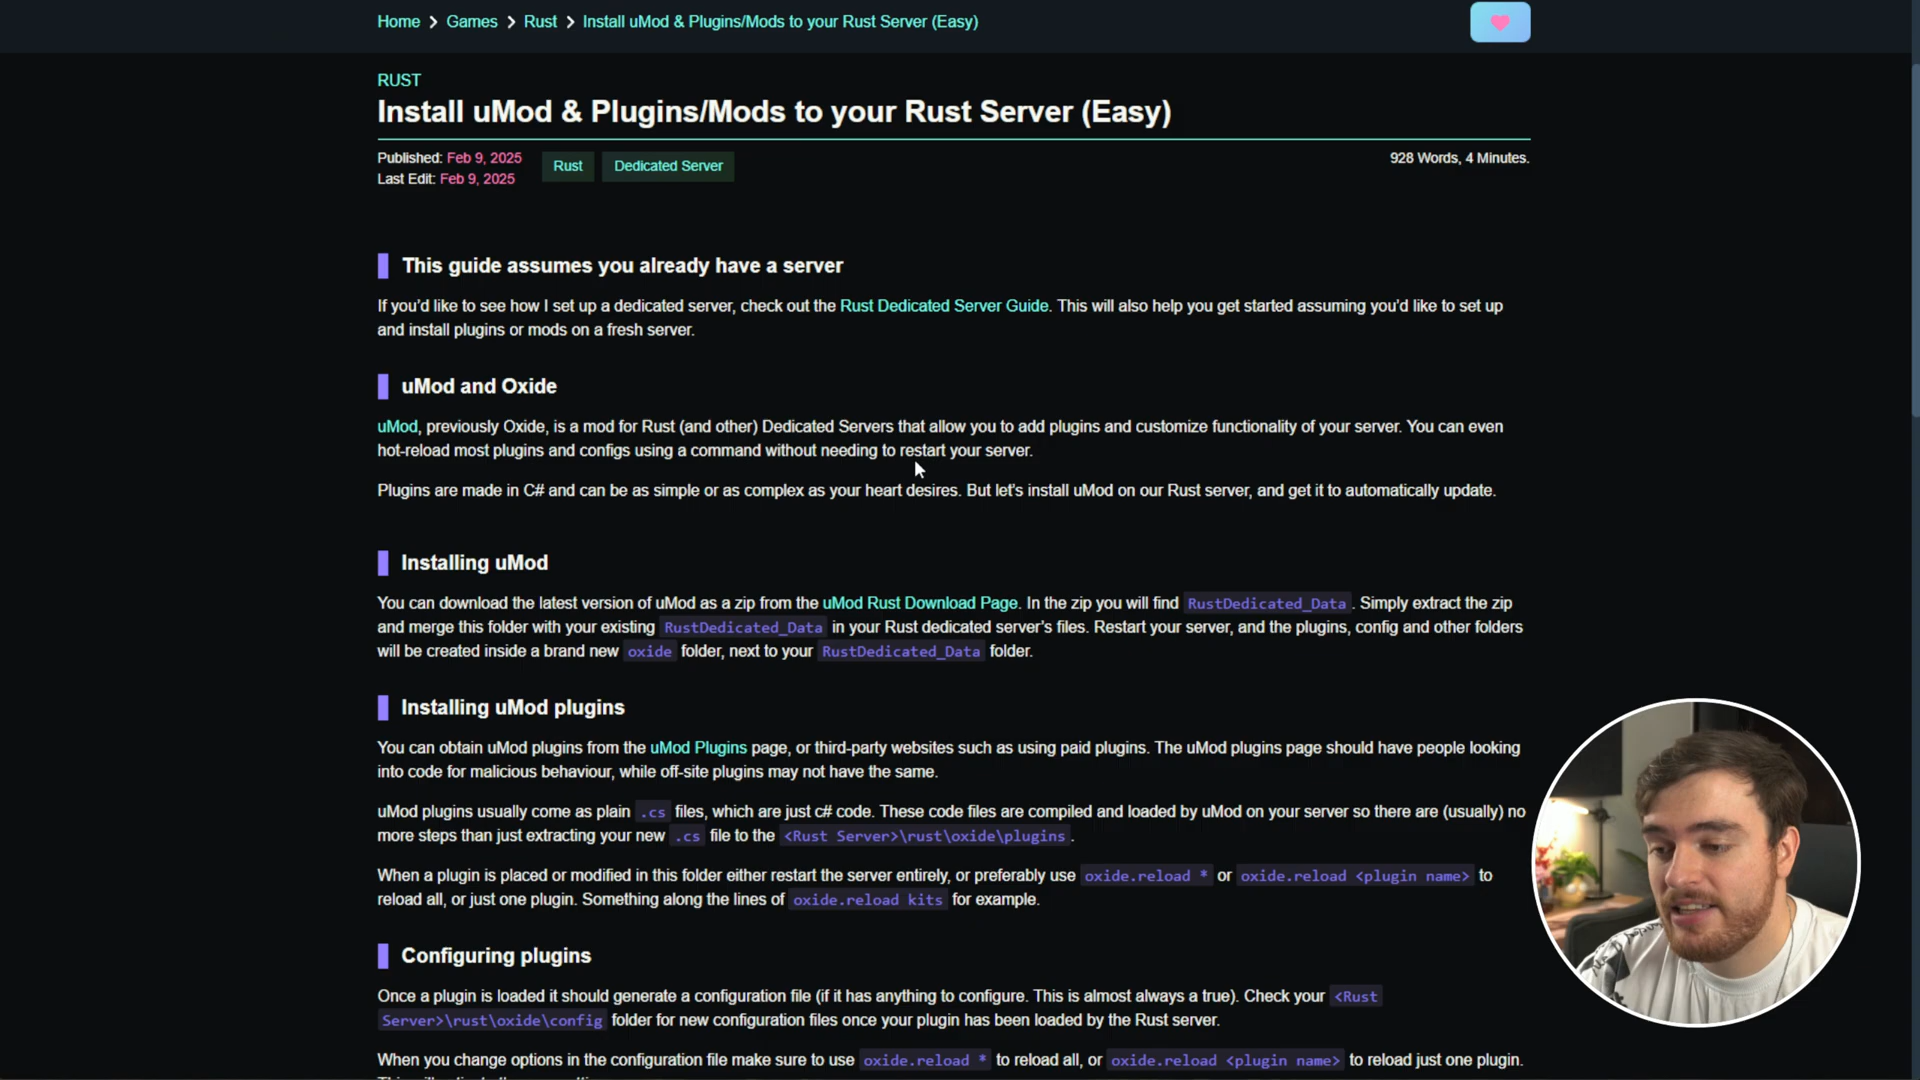 Home > Games > Rust > Install uMod & Plugins/Mods to your Rust Server (Easy)
RUST
Install uMod & Plugins/Mods to your Rust Server (Easy)
Published: Feb 9, 2025
Last Edit: Feb 9, 2025
Rust
Dedicated Server
928 Words, 4 Minutes.
This guide assumes you already have a server
If you'd like to see how I set up a dedicated server, check out the Rust Dedicated Server Guide. This will also help you get started assuming you'd like to set up
and install plugins or mods on a fresh server.
uMod and Oxide
uMod, previously Oxide, is a mod for Rust (and other) Dedicated Servers that allow you to add plugins and customize functionality of your server. You can even
hot-reload most plugins and configs using a command without needing to restart your server.
Plugins are made in C# and can be as simple or as complex as your heart desires. But let's install uMod on our Rust server, and get it to automatically update.
Installing uMod
You can download the latest version of uMod as a zip from the uMod Rust Download Page. In the zip you will find RustDedicated_Data. Simply extract the zip
and merge this folder with your existing RustDedicated_Data in your Rust dedicated server's files. Restart your server, and the plugins, config and other folders
will be created inside a brand new oxide folder, next to your RustDedicated_Data folder.
Installing uMod plugins
You can obtain uMod plugins from the uMod Plugins page, or third-party websites such as using paid plugins. The uMod plugins page should have people looking
into code for malicious behaviour, while off-site plugins may not have the same.
uMod plugins usually come as plain .cs files, which are just c# code. These code files are compiled and loaded by uMod on your server so there are (usually) no
more steps than just extracting your new .cs file to the <Rust Server>\rust\oxide\plugins.
When a plugin is placed or modified in this folder either restart the server entirely, or preferably use oxide.reload * or oxide.reload <plugin name> to
reload all, or just one plugin. Something along the lines of oxide.reload kits for example.
Configuring plugins
Once a plugin is loaded it should generate a configuration file (if it has anything to configure. This is almost always a true). Check your <Rust
Server>\rust\oxide\config folder for new configuration files once your plugin has been loaded by the Rust server.
When you change options in the configuration file make sure to use oxide.reload * to reload all, or oxide.reload <plugin name> to reload just one plugin.